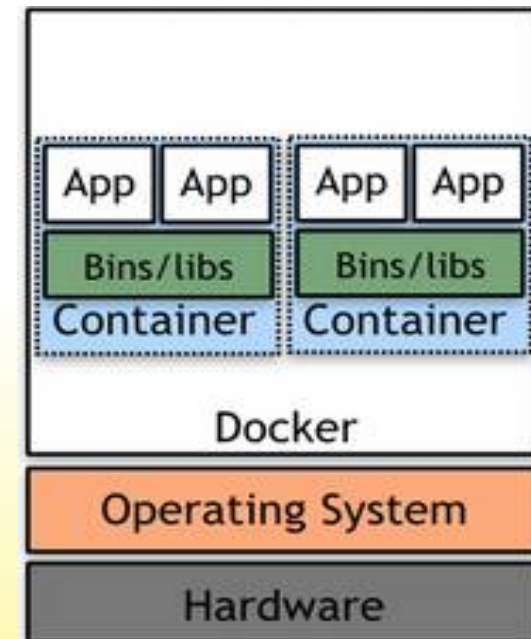 App App App App
Bins/libs Bins/libs
Container Container
Docker
Operating System
Hardware